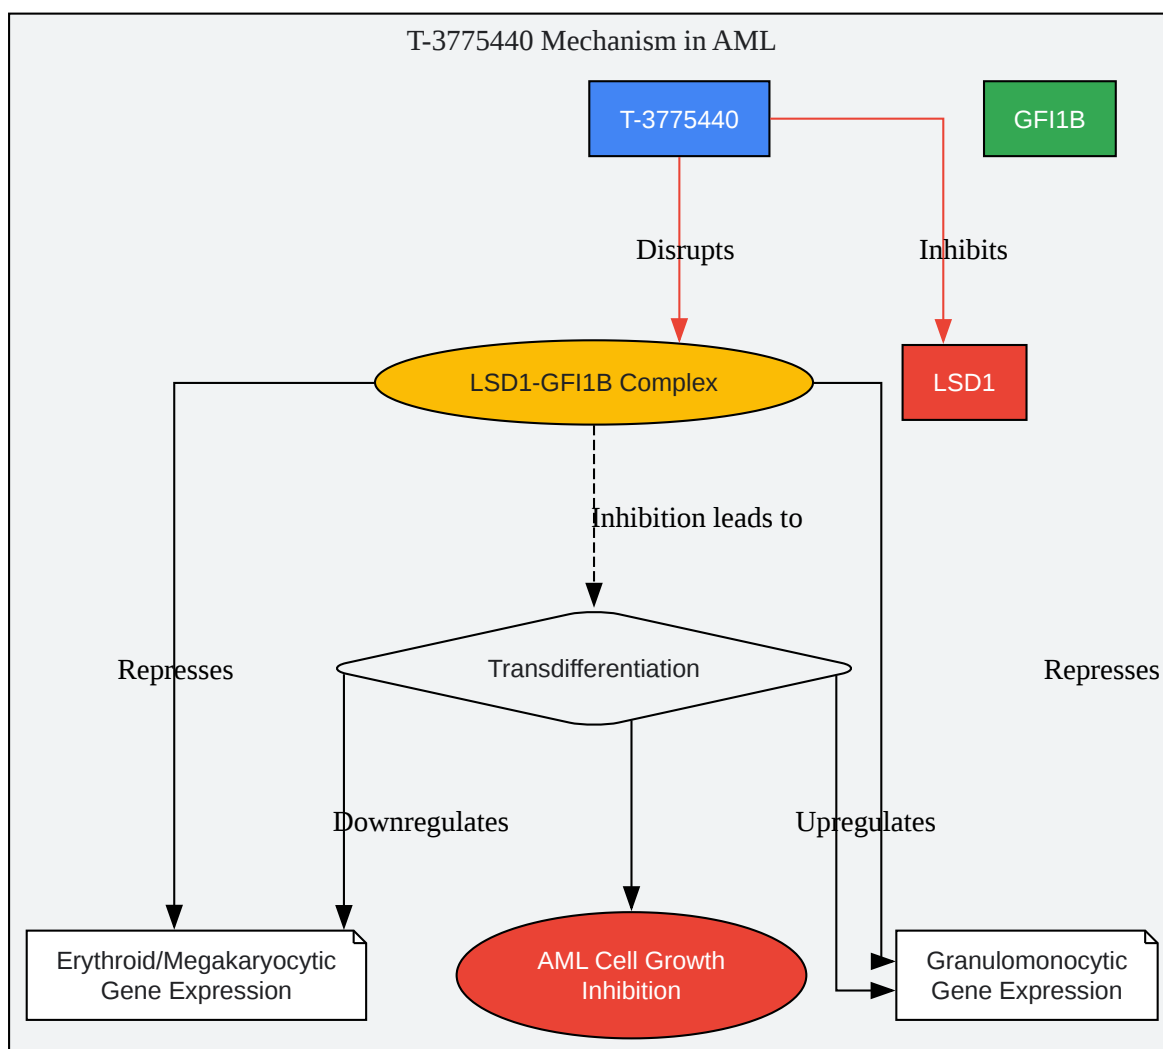 T-3775440 Mechanism in AML
T-3775440
GFI1B
Disrupts
Inhibits
LSD1-GFI1B Complex
LSD1
Inhibition leads to
Represses
Transdifferentiation
Represses
Downregulates
Upregulates
Erythroid/Megakaryocytic
Gene Expression
AML Cell Growth
Inhibition
Granulomonocytic
Gene Expression